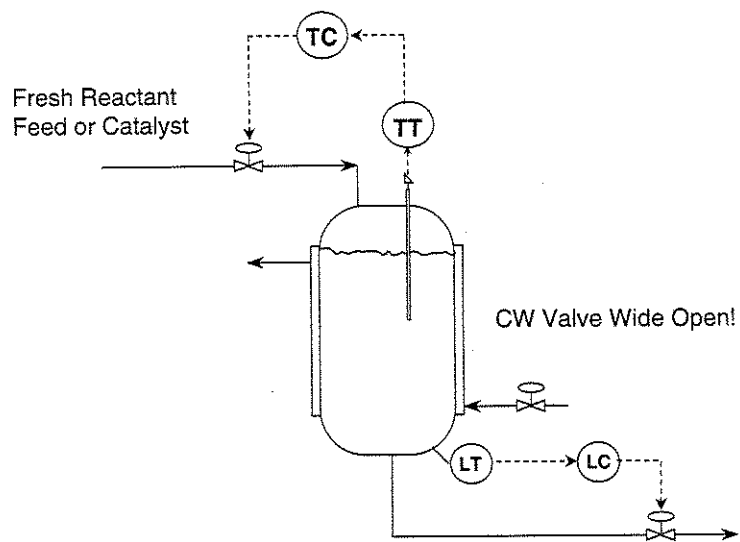 TC
Fresh Reactant
Feed or Catalyst
TT
CW Valve Wide Open!
LT
LC